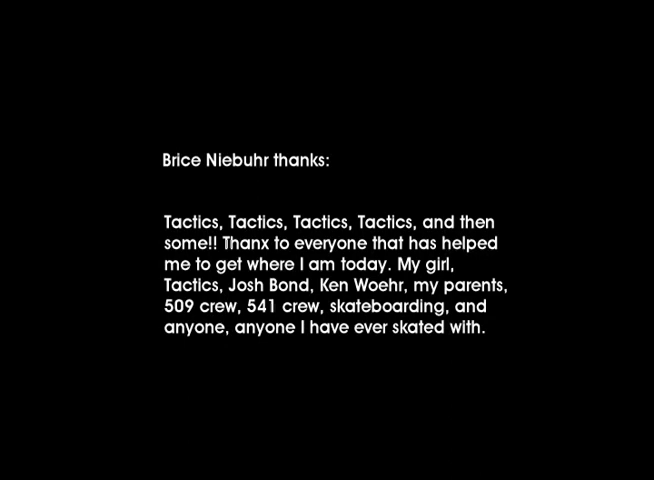 Brice Niebuhr thanks:
Tactics, Tactics, Tactics, Tactics, and then
some!! Thanx to everyone that has helped
me to get where I am today. My girl,
Tactics, Josh Bond, Ken Woehr, my parents,
509 crew, 541 crew, skateboarding, and
anyone, anyone I have ever skated with.